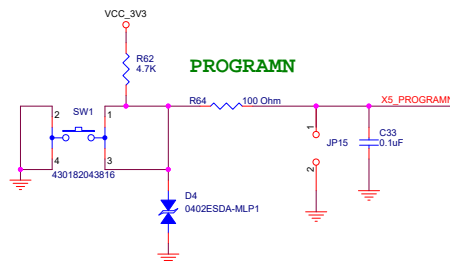 VCC_3V3
R62
4.7K
PROGRAMN
SW1
R64
100 Ohm
X5_PROGRAMN
2
1
1
C33
0.1uF
JP15
4
3
2
430182043816
D4
0402ESDA-MLP1